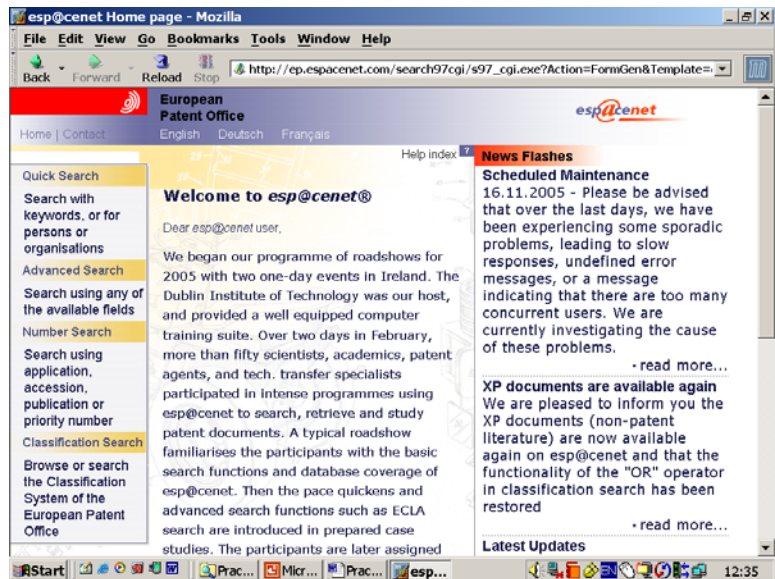 esp@cenet Home page - Mozilla
File Edit View Go Bookmarks Tools Window Help
Back Forward Reload Stop http://ep.espacenet.com/search97cgi/s97_cgi.exe?Action=FormGen&Template=
European
Patent Office
Home | Contact
English Deutsch Français
esp@cenet
Help index ?
Quick Search
Search with
keywords, or for
persons or
organisations
Advanced Search
Search using any of
the available fields
Number Search
Search using
application,
accession,
publication or
priority number
Classification Search
Browse or search
the Classification
System of the
European Patent
Office
Welcome to esp@cenet®
Dear esp@cenet user,
We began our programme of roadshows for
2005 with two one-day events in Ireland. The
Dublin Institute of Technology was our host,
and provided a well equipped computer
training suite. Over two days in February,
more than fifty scientists, academics, patent
agents, and tech. transfer specialists
participated in intense programmes using
esp@cenet to search, retrieve and study
patent documents. A typical roadshow
familiarises the participants with the basic
search functions and database coverage of
esp@cenet. Then the pace quickens and
advanced search functions such as ECLA
search are introduced in prepared case
studies. The participants are later assigned
News Flashes
Scheduled Maintenance
16.11.2005 - Please be advised
that over the last days, we have
been experiencing some sporadic
problems, leading to slow
responses, undefined error
messages, or a message
indicating that there are too many
concurrent users. We are
currently investigating the cause
of these problems.
•read more...
XP documents are available again
We are pleased to inform you the
XP documents (non-patent
literature) are now available
again on esp@cenet and that the
functionality of the "OR" operator
in classification search has been
restored
•read more...
Latest Updates
Start Prac... Micr... Prac... esp... EN 12:35